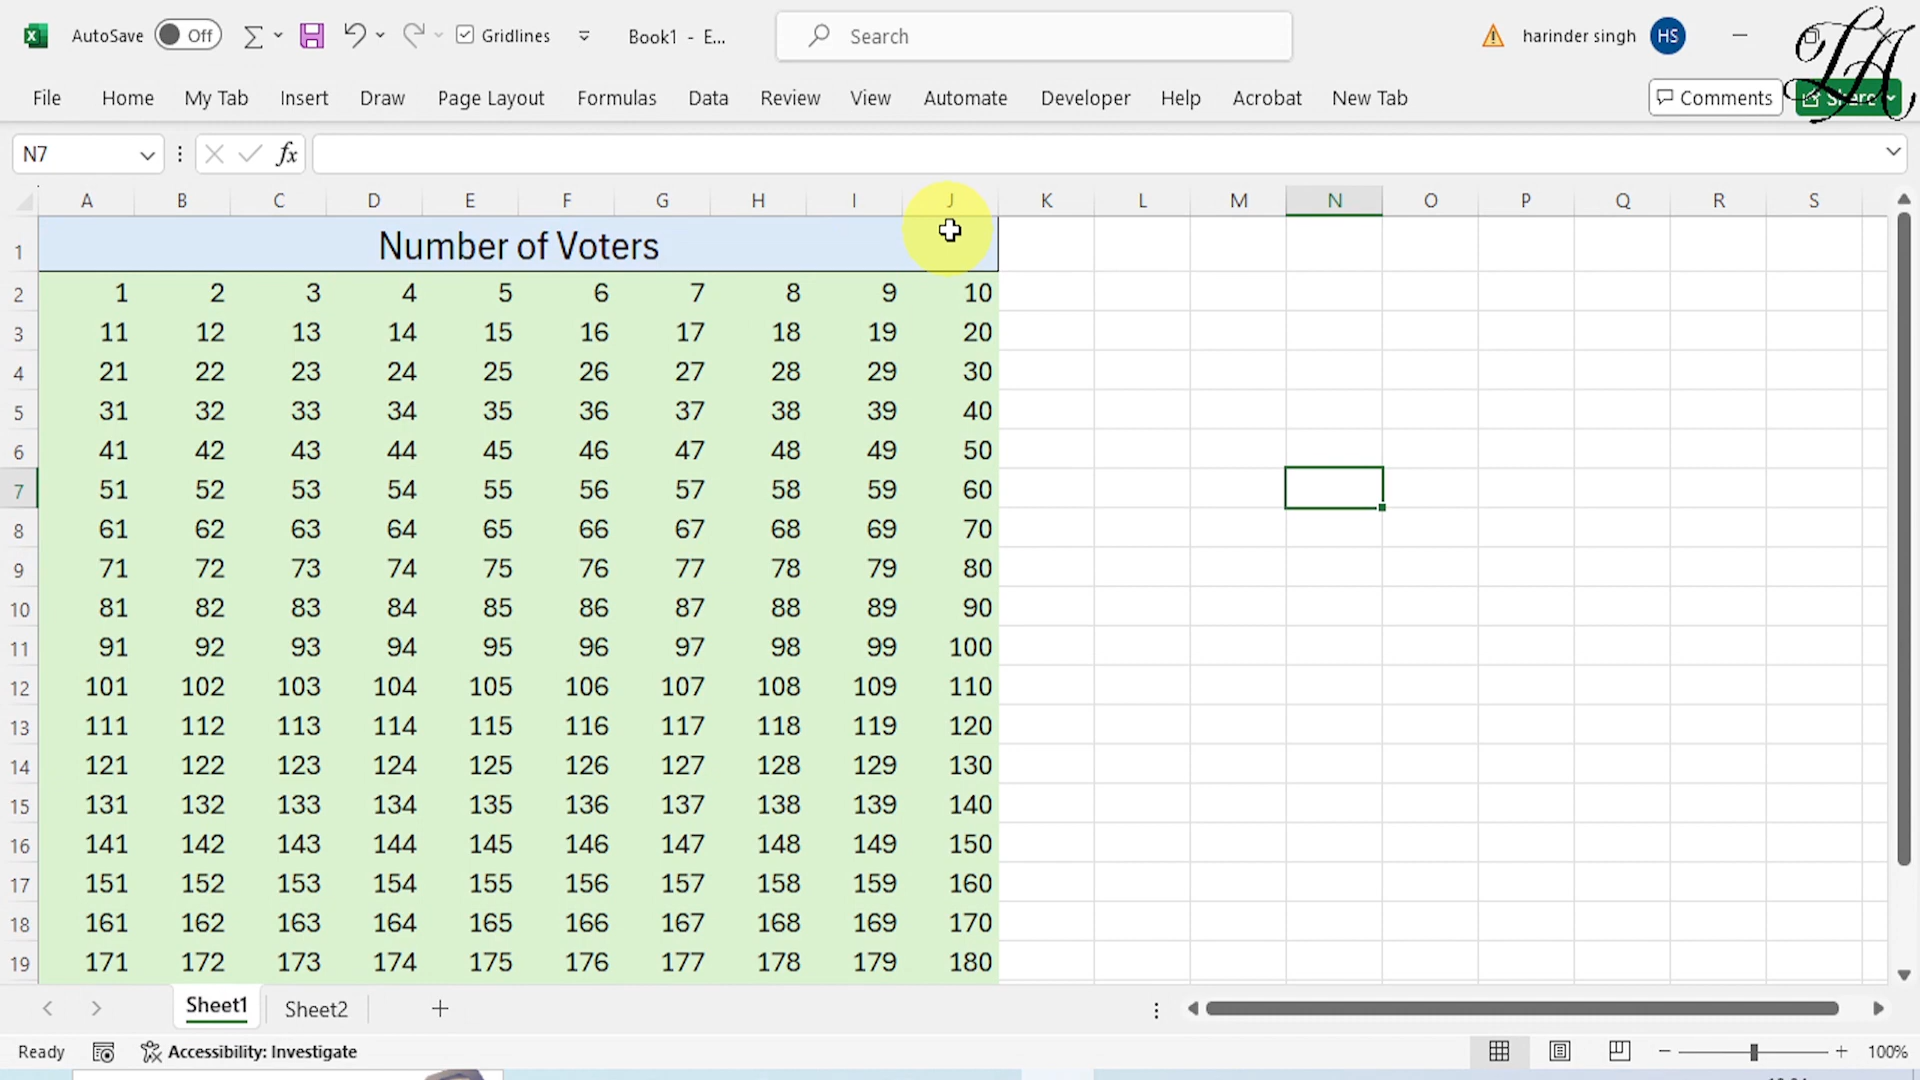 AutoSave Off Gridlines Book1 - E... Search harinder singh HS
File Home My Tab Insert Draw Page Layout Formulas Data Review View Automate Developer Help Acrobat New Tab Comments Share
N7 fx
A B C D E F G H I J K L M N O P Q R S
1 Number of Voters
2 1 2 3 4 5 6 7 8 9 10
3 11 12 13 14 15 16 17 18 19 20
4 21 22 23 24 25 26 27 28 29 30
5 31 32 33 34 35 36 37 38 39 40
6 41 42 43 44 45 46 47 48 49 50
7 51 52 53 54 55 56 57 58 59 60
8 61 62 63 64 65 66 67 68 69 70
9 71 72 73 74 75 76 77 78 79 80
10 81 82 83 84 85 86 87 88 89 90
11 91 92 93 94 95 96 97 98 99 100
12 101 102 103 104 105 106 107 108 109 110
13 111 112 113 114 115 116 117 118 119 120
14 121 122 123 124 125 126 127 128 129 130
15 131 132 133 134 135 136 137 138 139 140
16 141 142 143 144 145 146 147 148 149 150
17 151 152 153 154 155 156 157 158 159 160
18 161 162 163 164 165 166 167 168 169 170
19 171 172 173 174 175 176 177 178 179 180
Sheet1 Sheet2
Ready Accessibility: Investigate 100%